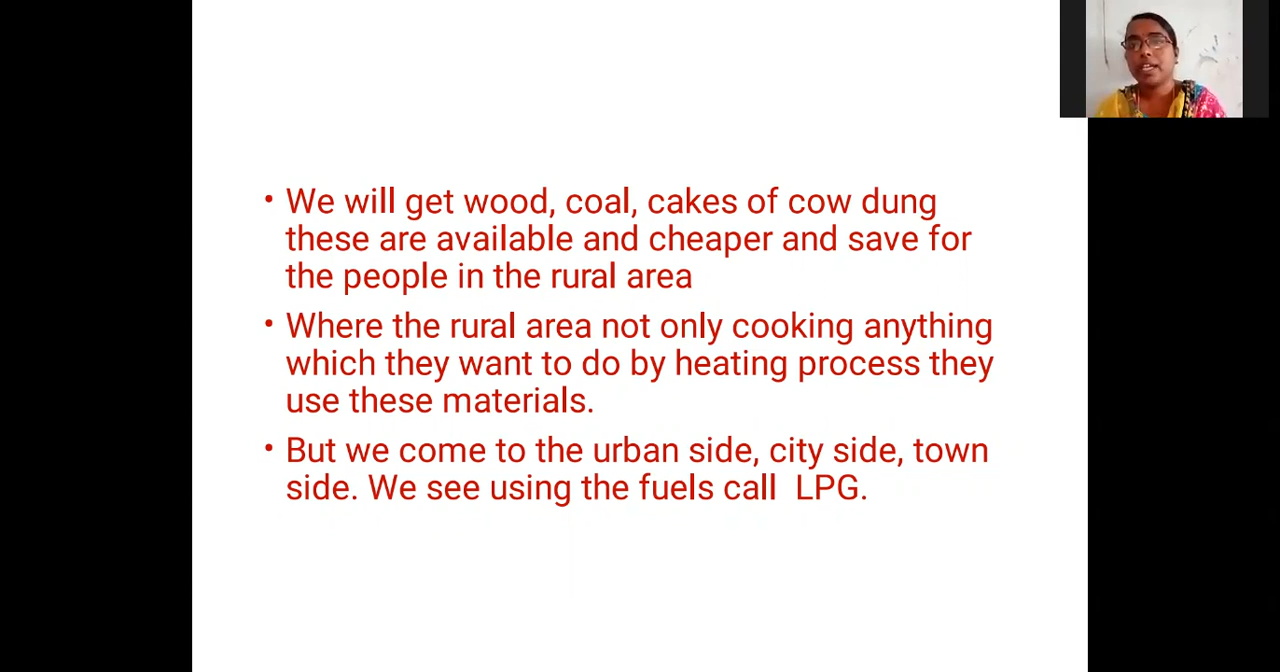 • We will get wood, coal, cakes of cow dung
these are available and cheaper and save for
the people in the rural area
• Where the rural area not only cooking anything
which they want to do by heating process they
use these materials.
• But we come to the urban side, city side, town
side. We see using the fuels call  LPG.